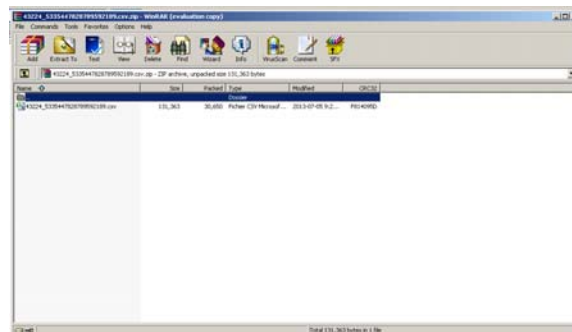 43224_5335447828789592189.csv.zip - WinRAR (evaluation copy)
File Commands Tools Favorites Options Help
Add Extract To Test View Delete Find Wizard Info VirusScan Comment SFX
43224_5335447828789592189.csv.zip - ZIP archive, unpacked size 131,363 bytes
Name Size Packed Type Modified CRC32
Dossier
43224_5335447828789592189.csv 131,363 30,650 Fichier CSV Microsof... 2013-07-05 9:2...
Total 131,363 bytes in 1 file